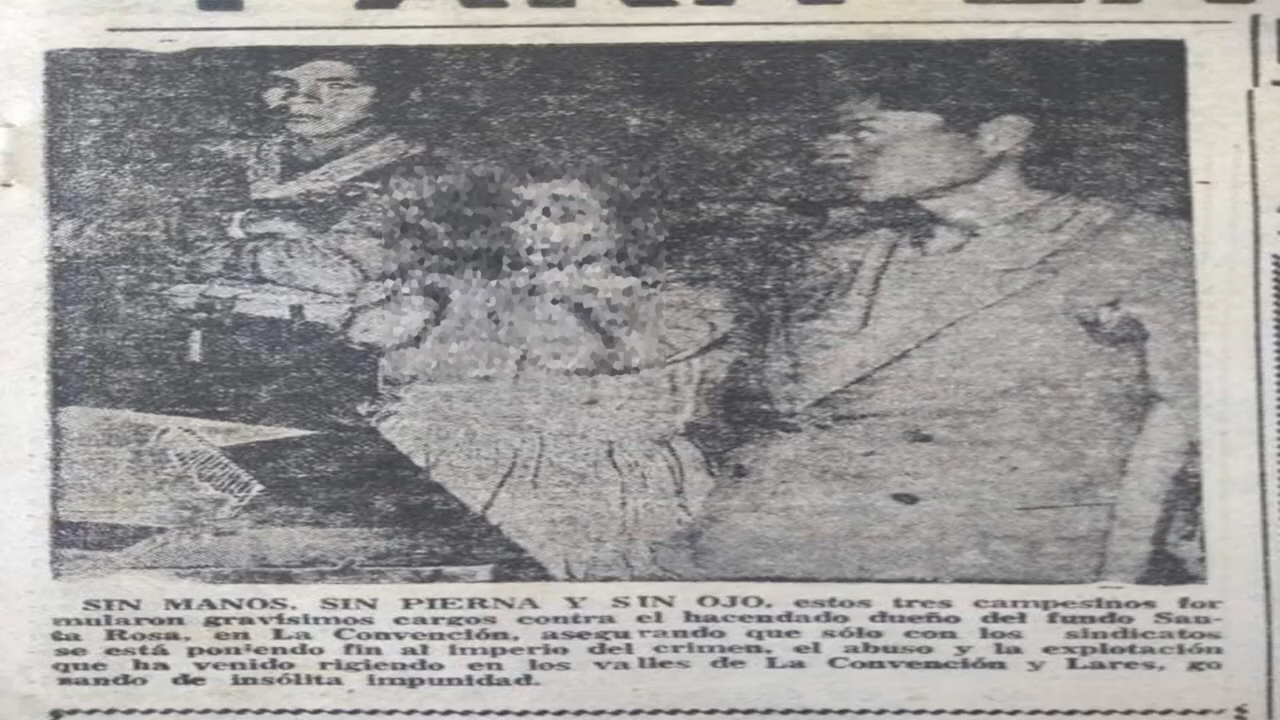 SIN MANOS, SIN PIERNA Y SIN OJO, estos tres campesinos for
mularon gravísimos cargos contra el hacendado dueño del fundo San-
ta Rosa, en La Convención, asegurando que sólo con los sindicatos
se está poniendo fin al imperio del crimen, el abuso y la explotación
que ha venido rigiendo en los valles de La Convención y Lares, go
zando de insólita impunidad.